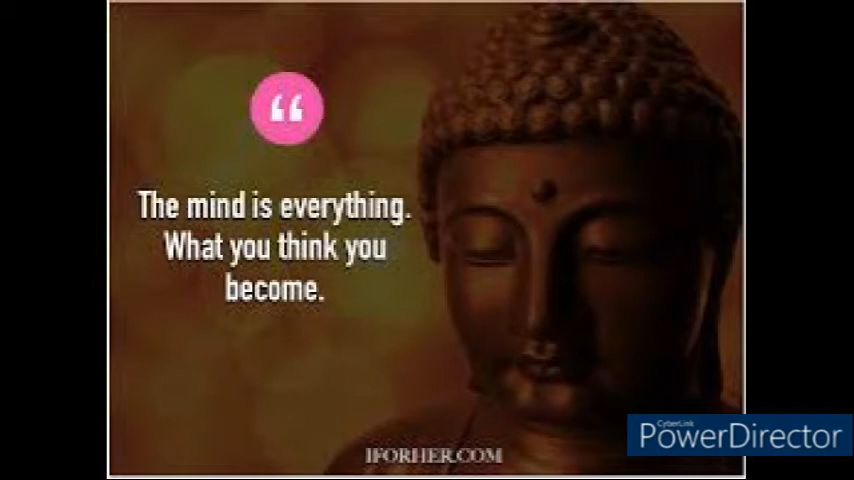 “
The mind is everything.
What you think you
become.
IFORHER.COM
CyberLink
PowerDirector